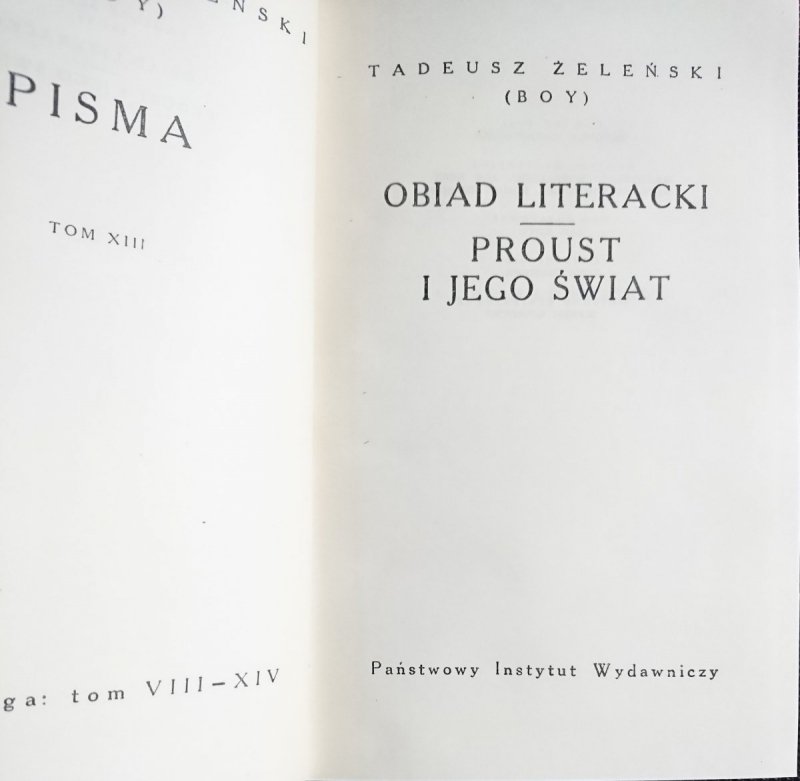 PISMA
TOM XIII
tom VIII—XIV
TADEUSZ ŻELEŃSKI
(BOY)
OBIAD LITERACKI
PROUST
I JEGO ŚWIAT
Państwowy Instytut Wydawniczy